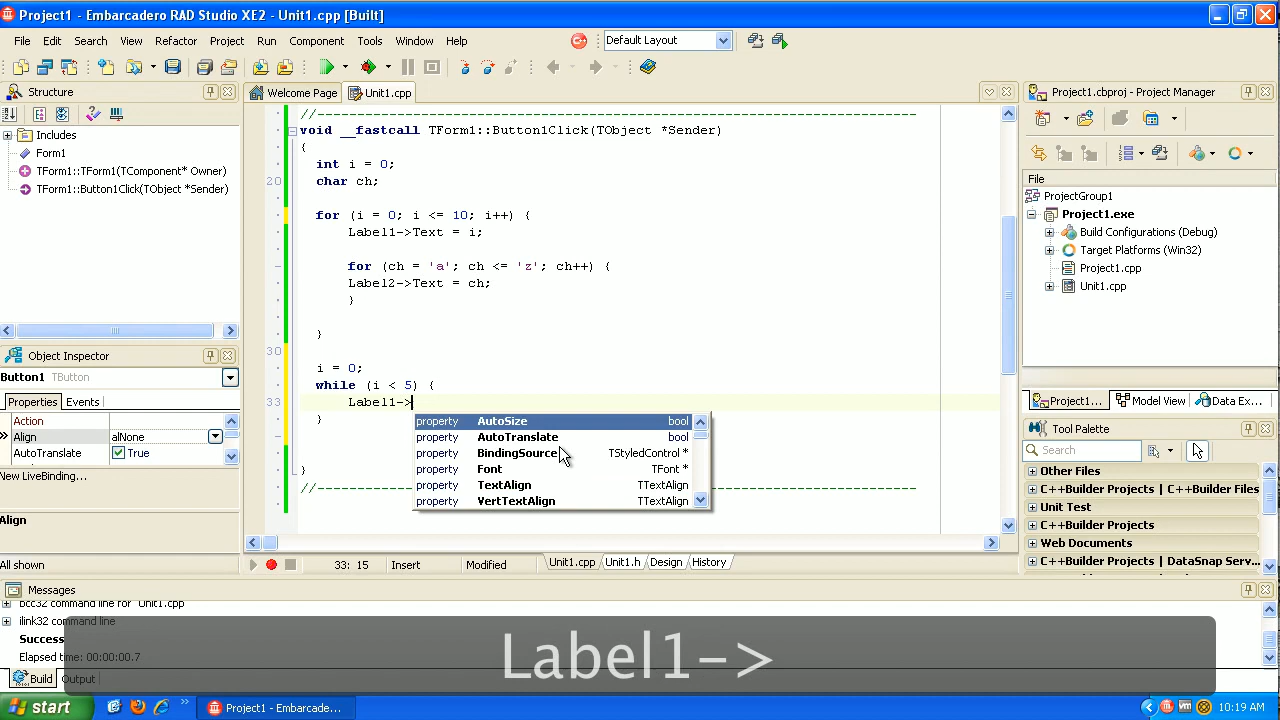 Project1 - Embarcadero RAD Studio XE2 - Unit1.cpp [Built]
File Edit Search View Refactor Project Run Component Tools Window Help Default Layout
Structure
Includes
Form1
TForm1::TForm1(TComponent* Owner)
TForm1::Button1Click(TObject *Sender)
Object Inspector
Button1 TButton
Properties Events
Action
Align alNone
AutoTranslate True
New LiveBinding...
Align
All shown
Welcome Page Unit1.cpp
//
void __fastcall TForm1::Button1Click(TObject *Sender)
{
int i = 0;
20 char ch;
for (i = 0; i <= 10; i++) {
Label1->Text = i;
for (ch = 'a'; ch <= 'z'; ch++) {
Label2->Text = ch;
}
}
30
i = 0;
while (i < 5) {
33 Label1->
}
}
//
property AutoSize bool
property AutoTranslate bool
property BindingSource TStyledControl *
property Font TFont *
property TextAlign TTextAlign
property VertTextAlign TTextAlign
33: 15 Insert Modified Unit1.cpp Unit1.h Design History
Project1.cbproj - Project Manager
File
ProjectGroup1
Project1.exe
Build Configurations (Debug)
Target Platforms (Win32)
Project1.cpp
Unit1.cpp
Project1... Model View Data Ex...
Tool Palette
Search
Other Files
C++Builder Projects | C++Builder Files
Unit Test
C++Builder Projects
Web Documents
C++Builder Projects | DataSnap Serv...
Messages
bcc32 command line for "Unit1.cpp"
ilink32 command line
Success
Elapsed time: 00:00:00.7
Build Output
Label1->
start Project1 - Embarcade... 10:19 AM